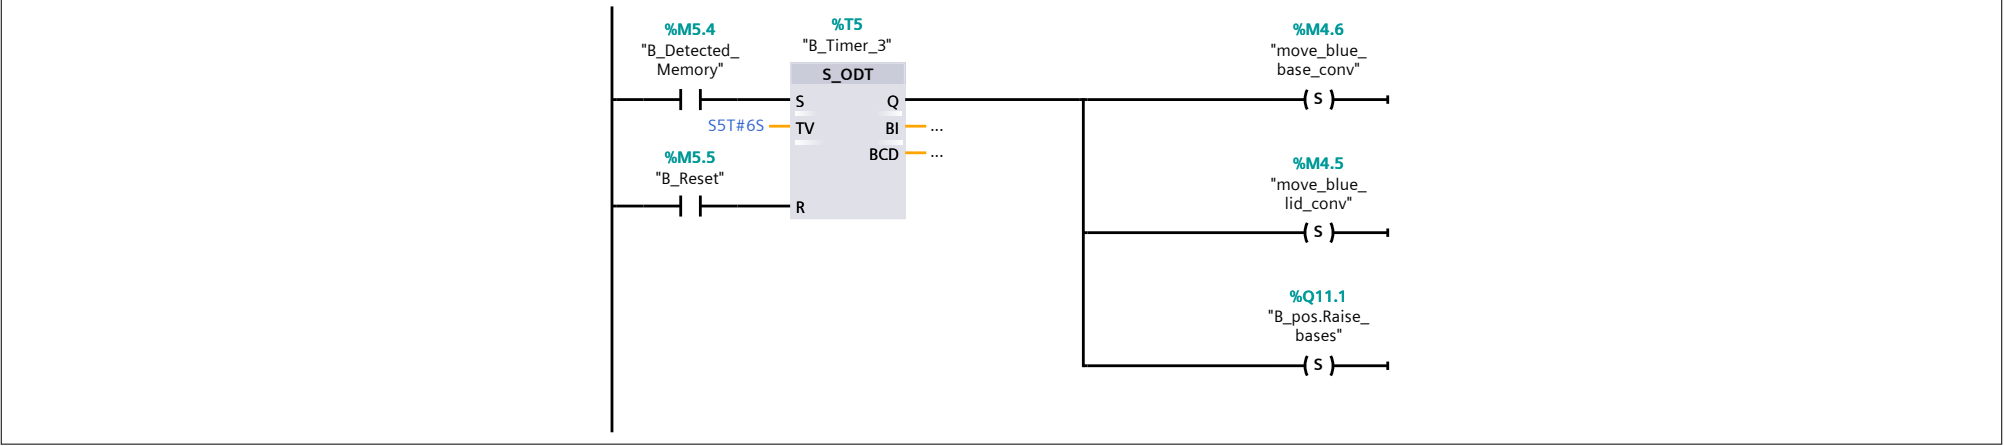 %M5.4
"B_Detected_
Memory"
%T5
"B_Timer_3"
S_ODT
S
Q
S5T#6S
TV
BI
...
BCD
...
%M5.5
"B_Reset"
R
%M4.6
"move_blue_
base_conv"
S
%M4.5
"move_blue_
lid_conv"
S
%Q11.1
"B_pos.Raise_
bases"
S